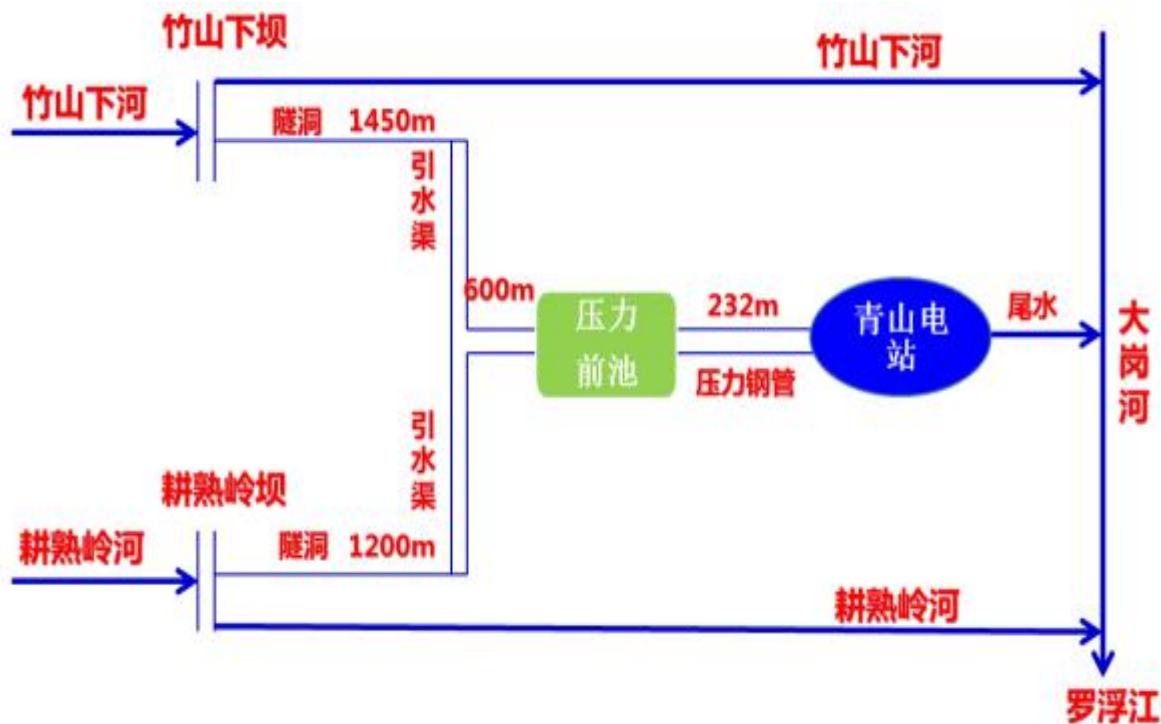 竹山下坝
竹山下河
竹山下河
隧洞 1450m
引水渠
600m
压力
前池
232m
压力钢管
青山电
站
尾水
大岗河
引水渠
耕熟岭坝
耕熟岭河
隧洞 1200m
耕熟岭河
罗浮江